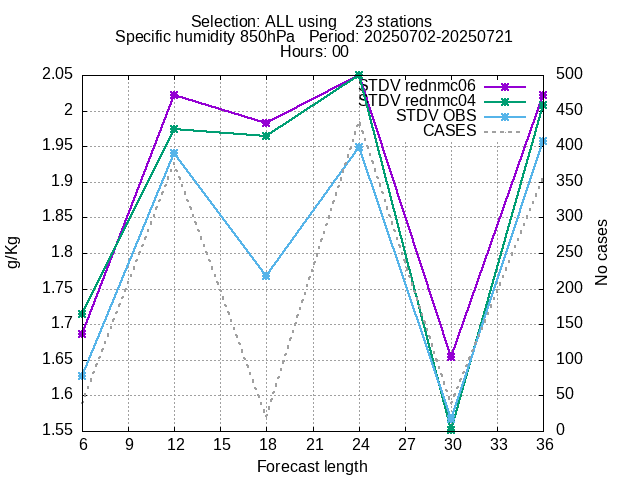 Selection: ALL using    23 stations
Specific humidity 850hPa   Period: 20250702-20250721
Hours: 00
STDV rednmc06
STDV rednmc04
STDV OBS
CASES
g/Kg
2.05
2
1.95
1.9
1.85
1.8
1.75
1.7
1.65
1.6
1.55
500
450
400
350
300
250
200
150
100
50
0
No cases
6 9 12 15 18 21 24 27 30 33 36
Forecast length